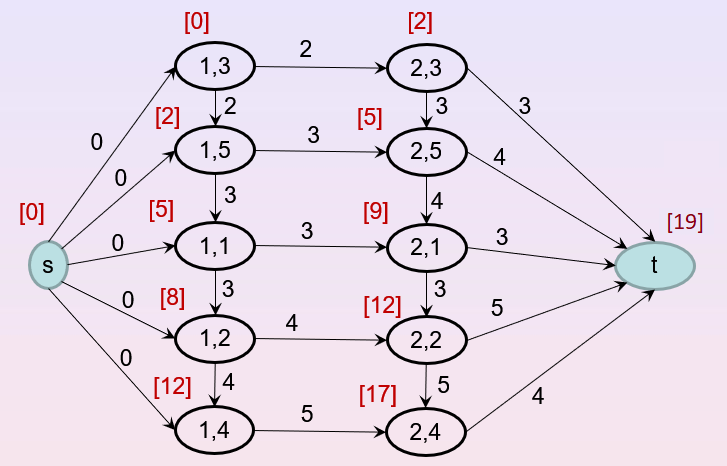 [0] [2]
1,3 2 2,3
2 3 3
[2] [5]
0 1,5 3 2,5 4
0
3 4
[0] [5] [9] [19]
s 0 1,1 3 2,1 3 t
3 3
0 [8] [12]
1,2 4 2,2 5
0 4 5
[12] [17]
1,4 5 2,4 4